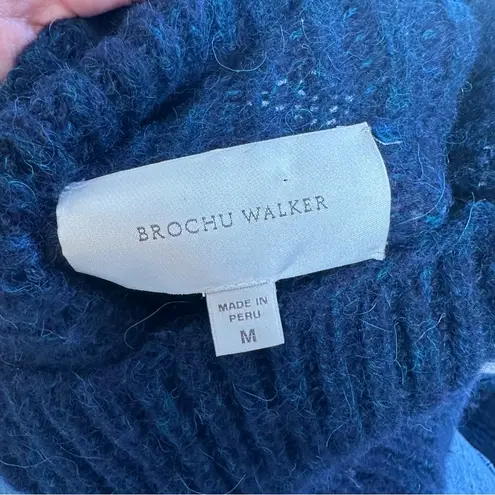 BROCHU WALKER
MADE IN
PERU
M